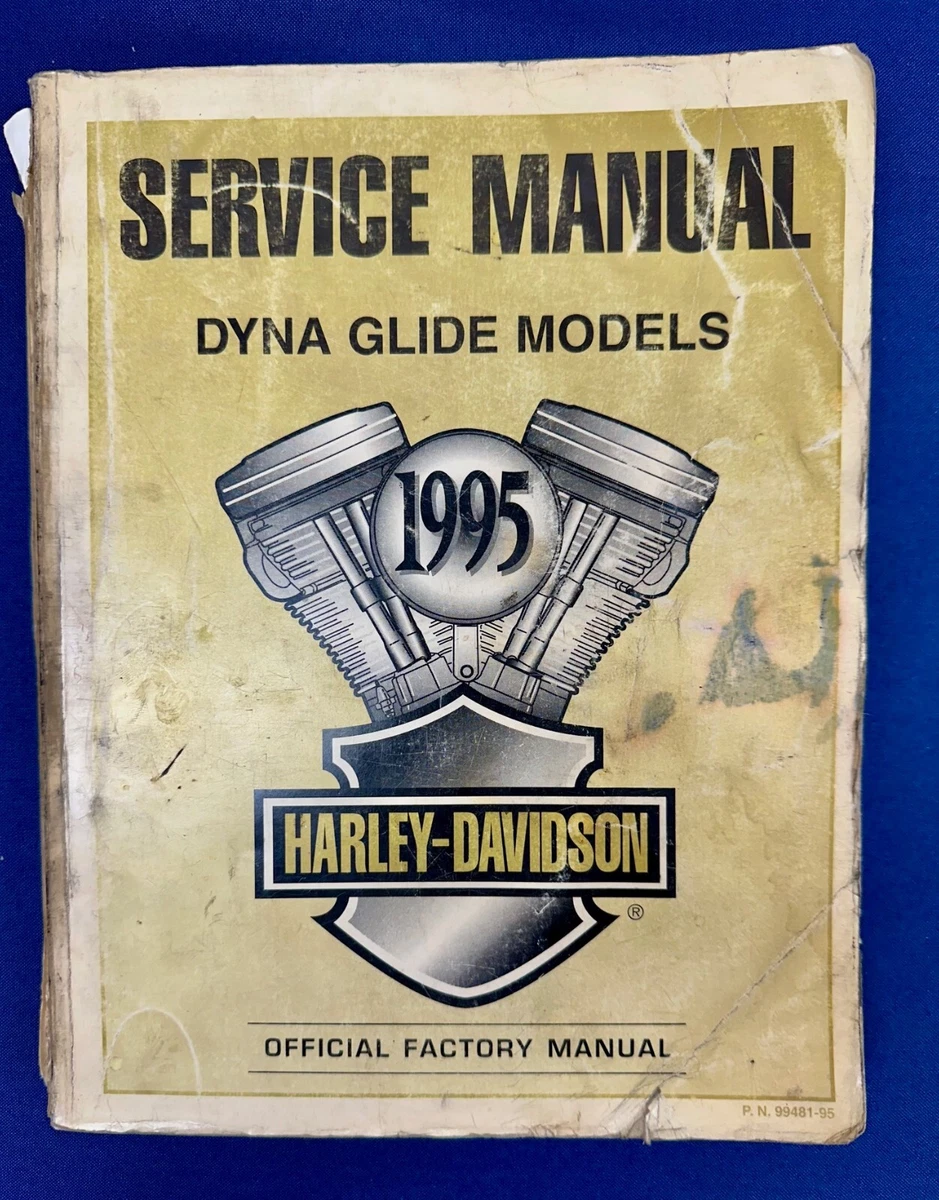 SERVICE MANUAL
DYNA GLIDE MODELS
1995
HARLEY-DAVIDSON
®
OFFICIAL FACTORY MANUAL
P. N. 99481-95